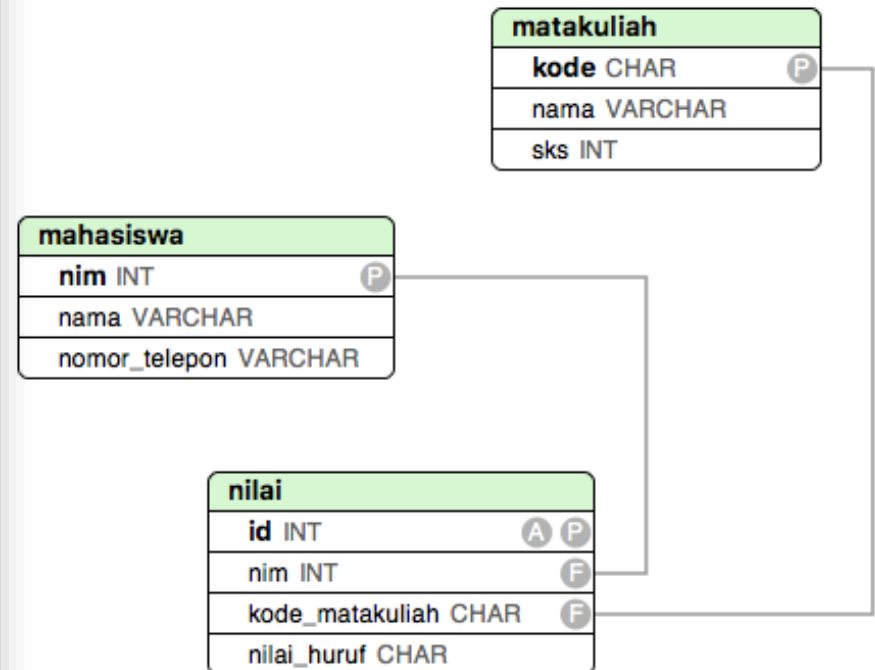 matakuliah
kode CHAR P
nama VARCHAR
sks INT
mahasiswa
nim INT P
nama VARCHAR
nomor_telepon VARCHAR
nilai
id INT A P
nim INT F
kode_matakuliah CHAR F
nilai_huruf CHAR